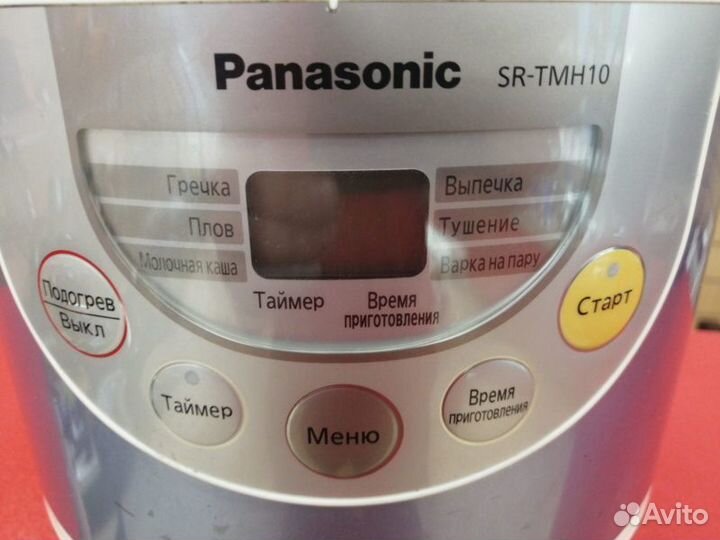 Panasonic SR-TMH10
Гречка
Выпечка
Плов
Тушение
Молочная каша
Варка на пару
Таймер
Время
приготовления
Подогрев
Выкл
Старт
Таймер
Меню
Время
приготовления
Avito